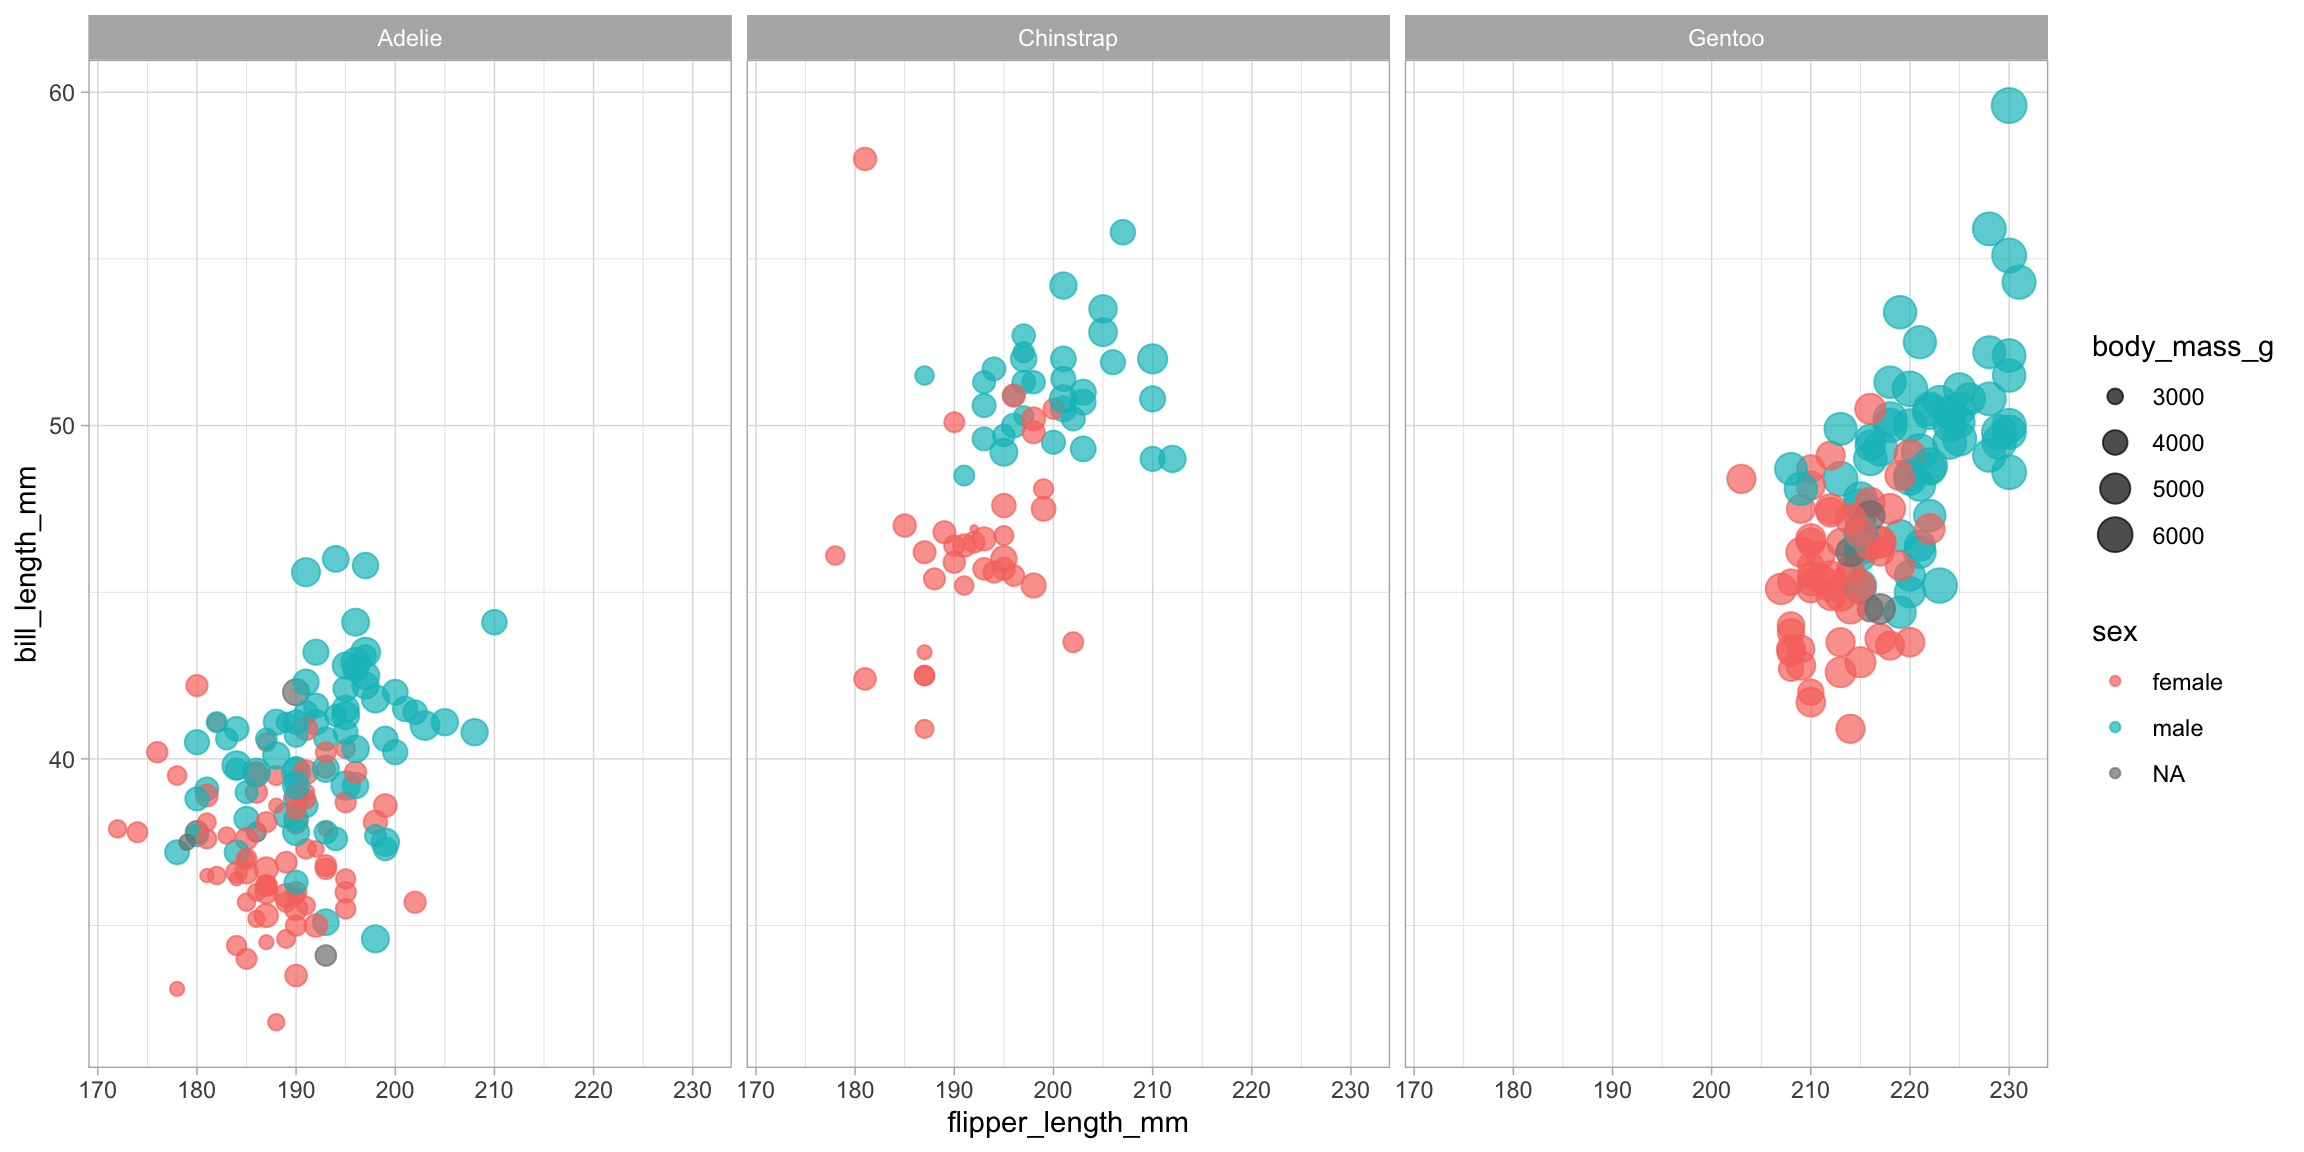 Adelie Chinstrap Gentoo
60
50
40
bill_length_mm
170 180 190 200 210 220 230 170 180 190 200 210 220 230 170 180 190 200 210 220 230
flipper_length_mm
body_mass_g
3000
4000
5000
6000
sex
female
male
NA